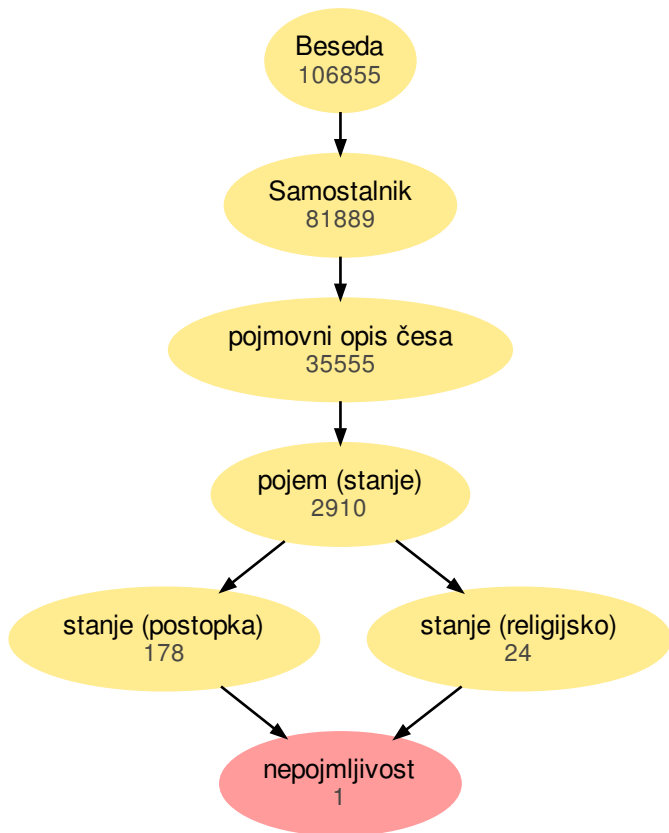 Beseda
106855
Samostalnik
81889
pojmovni opis česa
35555
pojem (stanje)
2910
stanje (postopka)
178
stanje (religijsko)
24
nepojmljivost
1